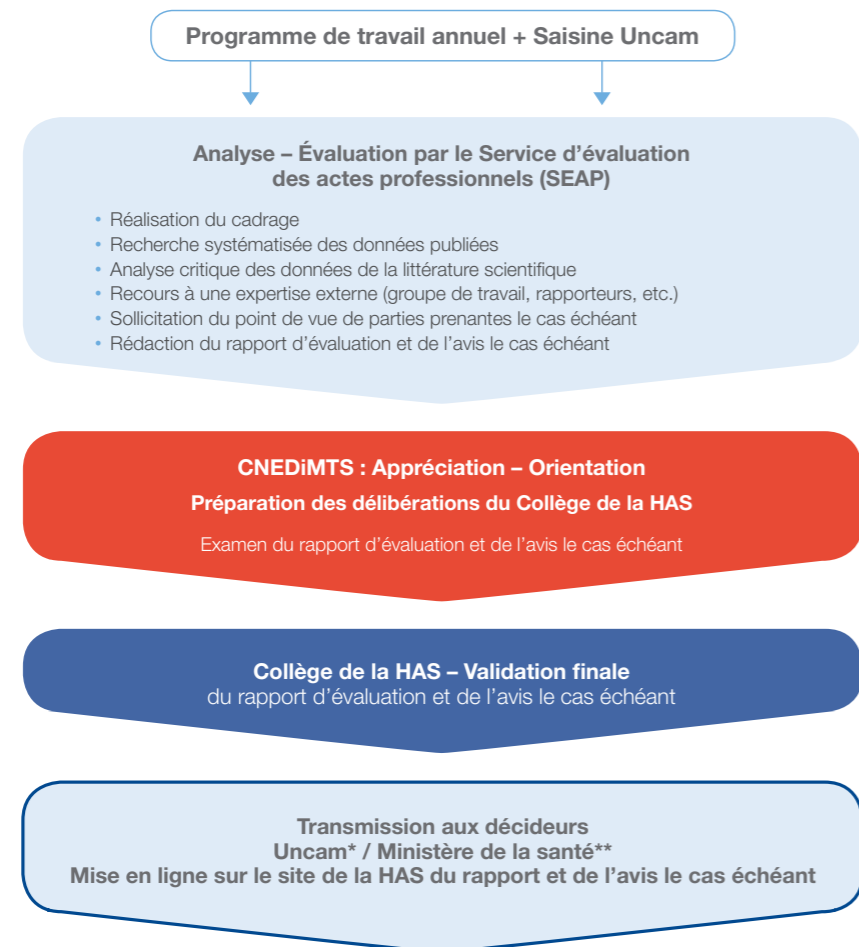 Programme de travail annuel + Saisine Uncam
Analyse – Évaluation par le Service d’évaluation
des actes professionnels (SEAP)
• Réalisation du cadrage
• Recherche systématisée des données publiées
• Analyse critique des données de la littérature scientifique
• Recours à une expertise externe (groupe de travail, rapporteurs, etc.)
• Sollicitation du point de vue de parties prenantes le cas échéant
• Rédaction du rapport d’évaluation et de l’avis le cas échéant
CNEDiMTS : Appréciation – Orientation
Préparation des délibérations du Collège de la HAS
Examen du rapport d’évaluation et de l’avis le cas échéant
Collège de la HAS – Validation finale
du rapport d’évaluation et de l’avis le cas échéant
Transmission aux décideurs
Uncam* / Ministère de la santé**
Mise en ligne sur le site de la HAS du rapport et de l’avis le cas échéant